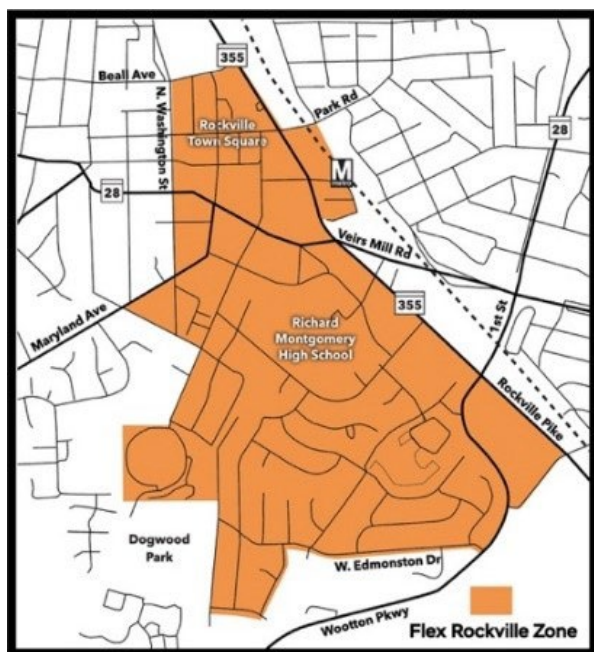 355
Beall Ave
N. Washington St
Park Rd
Rockville
Town Square
28
M
metro
28
Veirs Mill Rd
355
Maryland Ave
1st St
Richard
Montgomery
High School
Rockville Pike
Dogwood
Park
W. Edmonston Dr
Wootton Pkwy
Flex Rockville Zone